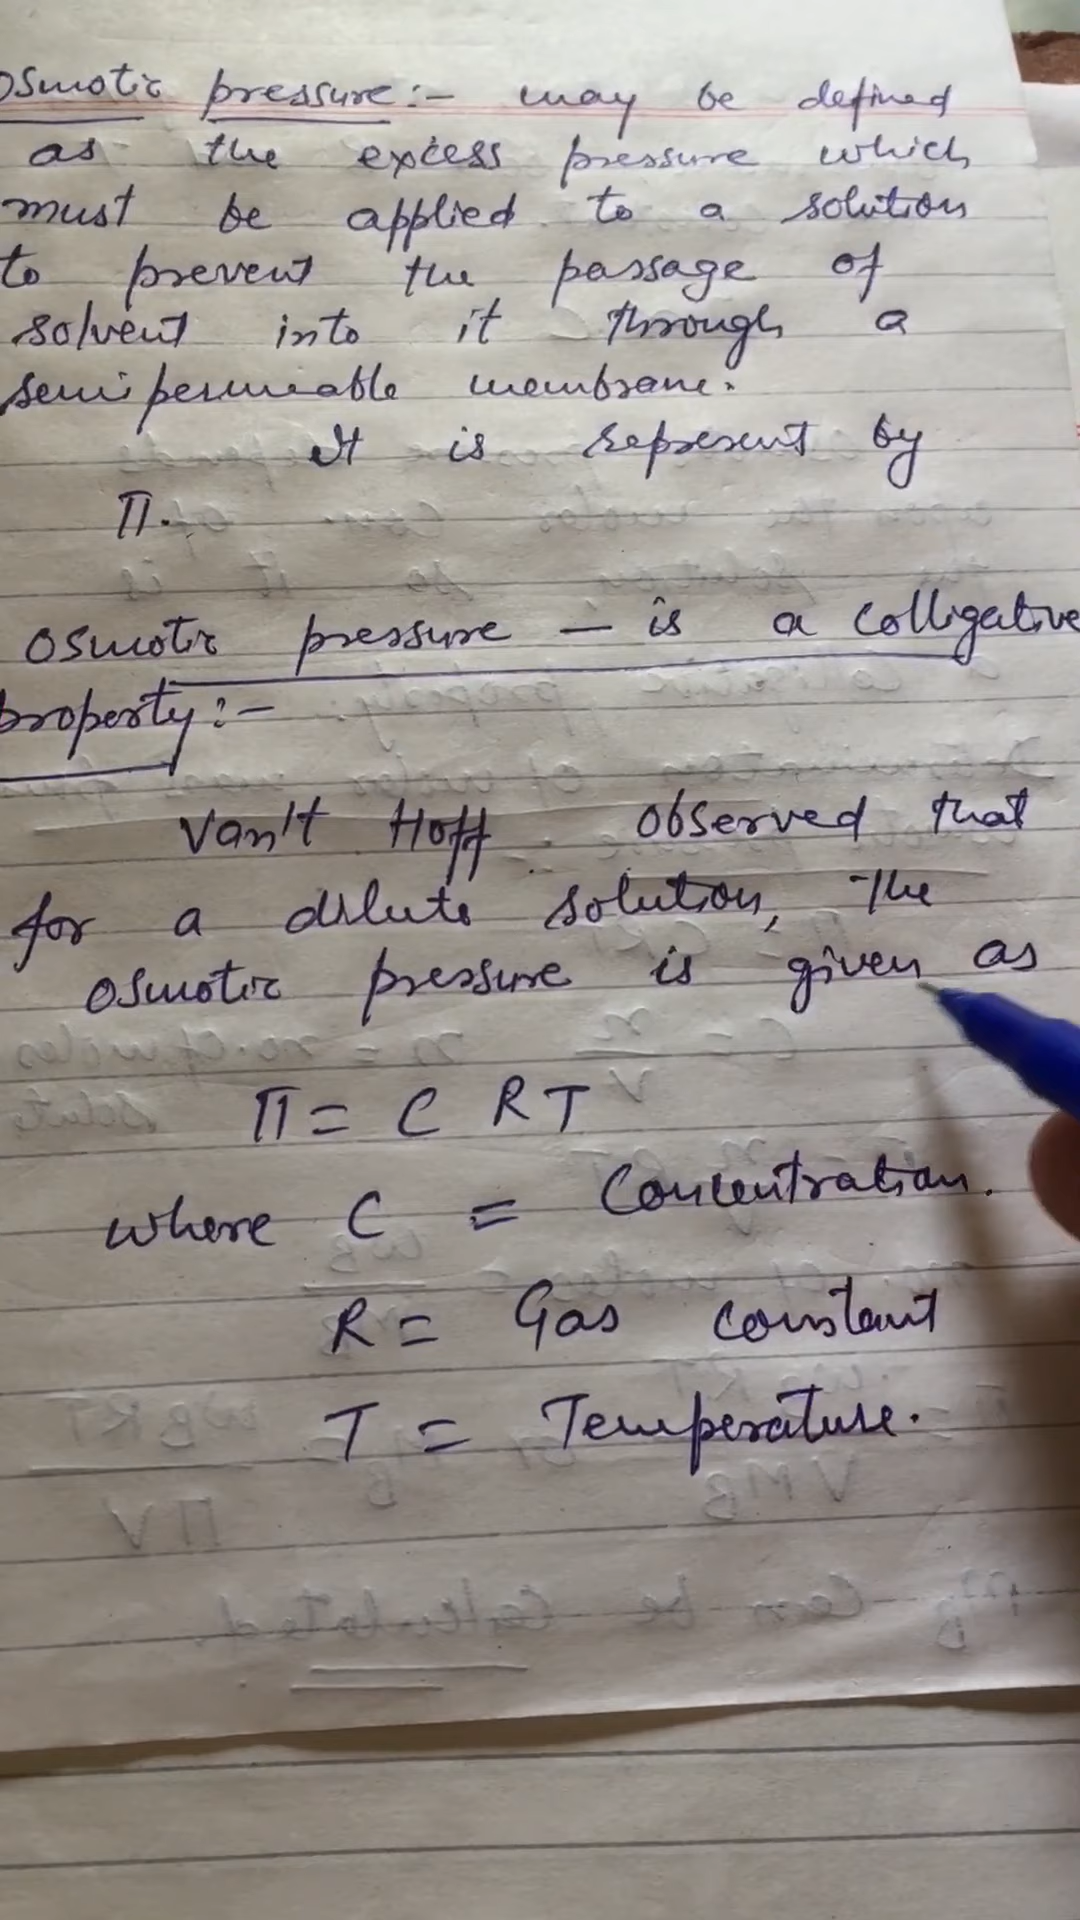 Osmotic pressure:- may be defined
as the excess pressure which
must be applied to a solution
to prevent the passage of
solvent into it through a
semipermeable membrane.
It is represent by
Π.
Osmotic pressure - is a colligative
property:-
Van't Hoff observed that
for a dilute solution, the
osmotic pressure is given as
Π = C R T
where C = Concentration.
R = Gas constant
T = Temperature.